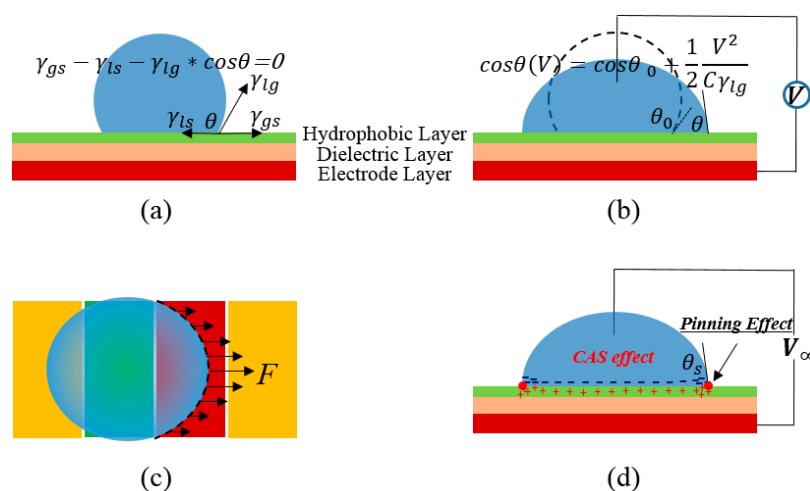 γgs − γls − γlg * cosθ = 0
γlg
γls θ γgs
Hydrophobic Layer
Dielectric Layer
Electrode Layer
(a)
cosθ(V) = cosθ₀ + 1/2 V²/Cγlg
V
θ₀ θ
(b)
F
(c)
Pinning Effect
CAS effect
θs
V∞
(d)